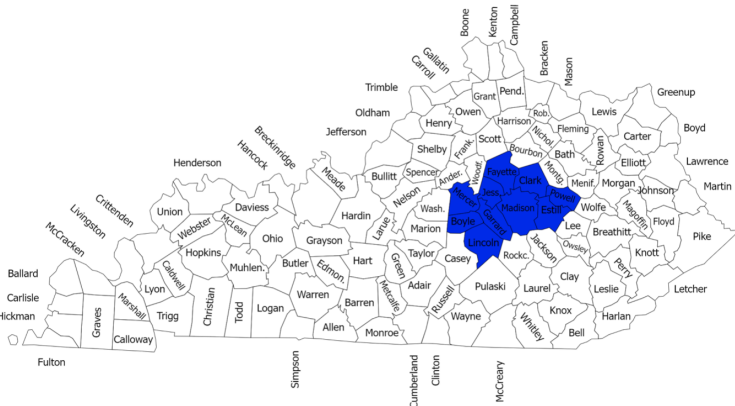 Boone
Kenton
Campbell
Gallatin
Carroll
Bracken
Mason
Trimble
Grant
Pend.
Greenup
Oldham
Owen
Rob.
Lewis
Henry
Harrison
Fleming
Boyd
Jefferson
Scott
Nichol.
Carter
Shelby
Frank.
Bourbon
Bath
Rowan
Breckinridge
Hancock
Henderson
Meade
Bullitt
Spencer
Ander.
Woodf.
Fayette
Clark
Montg.
Menif.
Morgan
Elliott
Lawrence
Johnson
Martin
Nelson
Mercer
Jess.
Powell
Wolfe
Magoffin
Union
Daviess
Hardin
Wash.
Madison
Estill
Crittenden
Livingston
McCracken
Webster
McLean
Ohio
Grayson
Larue
Marion
Boyle
Garrard
Lee
Breathitt
Floyd
Pike
Hopkins
Muhlen.
Butler
Edmon.
Hart
Green
Taylor
Casey
Lincoln
Rockc.
Jackson
Owsley
Perry
Knott
Ballard
Carlisle
Hickman
Caldwell
Lyon
Marshall
Graves
Calloway
Trigg
Christian
Todd
Logan
Warren
Barren
Metcalfe
Adair
Russell
Pulaski
Laurel
Clay
Leslie
Letcher
Allen
Monroe
Wayne
Whitley
Knox
Bell
Harlan
Fulton
Simpson
Cumberland
Clinton
McCreary